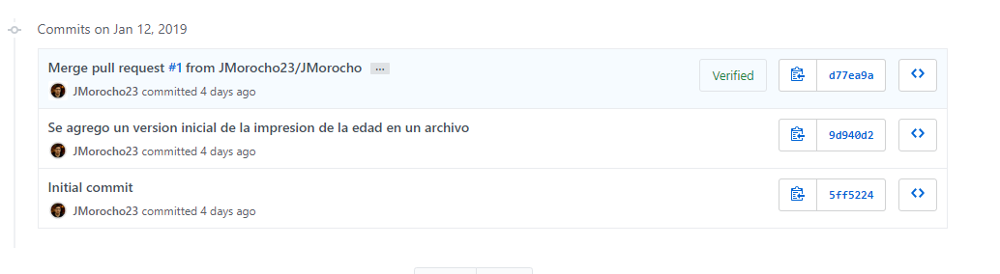 Commits on Jan 12, 2019
Merge pull request #1 from JMorocho23/JMorocho ...
JMorocho23 committed 4 days ago
Verified
d77ea9a
Se agrego un version inicial de la impresion de la edad en un archivo
JMorocho23 committed 4 days ago
9d940d2
Initial commit
JMorocho23 committed 4 days ago
5ff5224